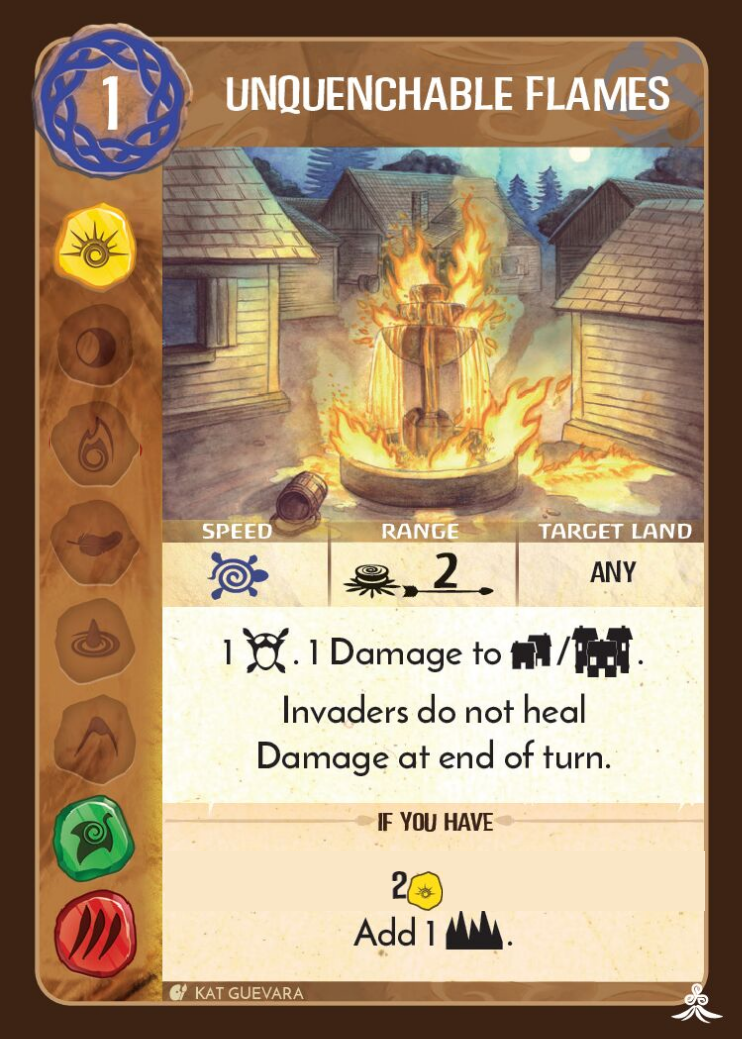 1
UNQUENCHABLE FLAMES
SPEED RANGE TARGET LAND
2 ANY
1 . 1 Damage to / .
Invaders do not heal
Damage at end of turn.
IF YOU HAVE
2
Add 1 .
KAT GUEVARA